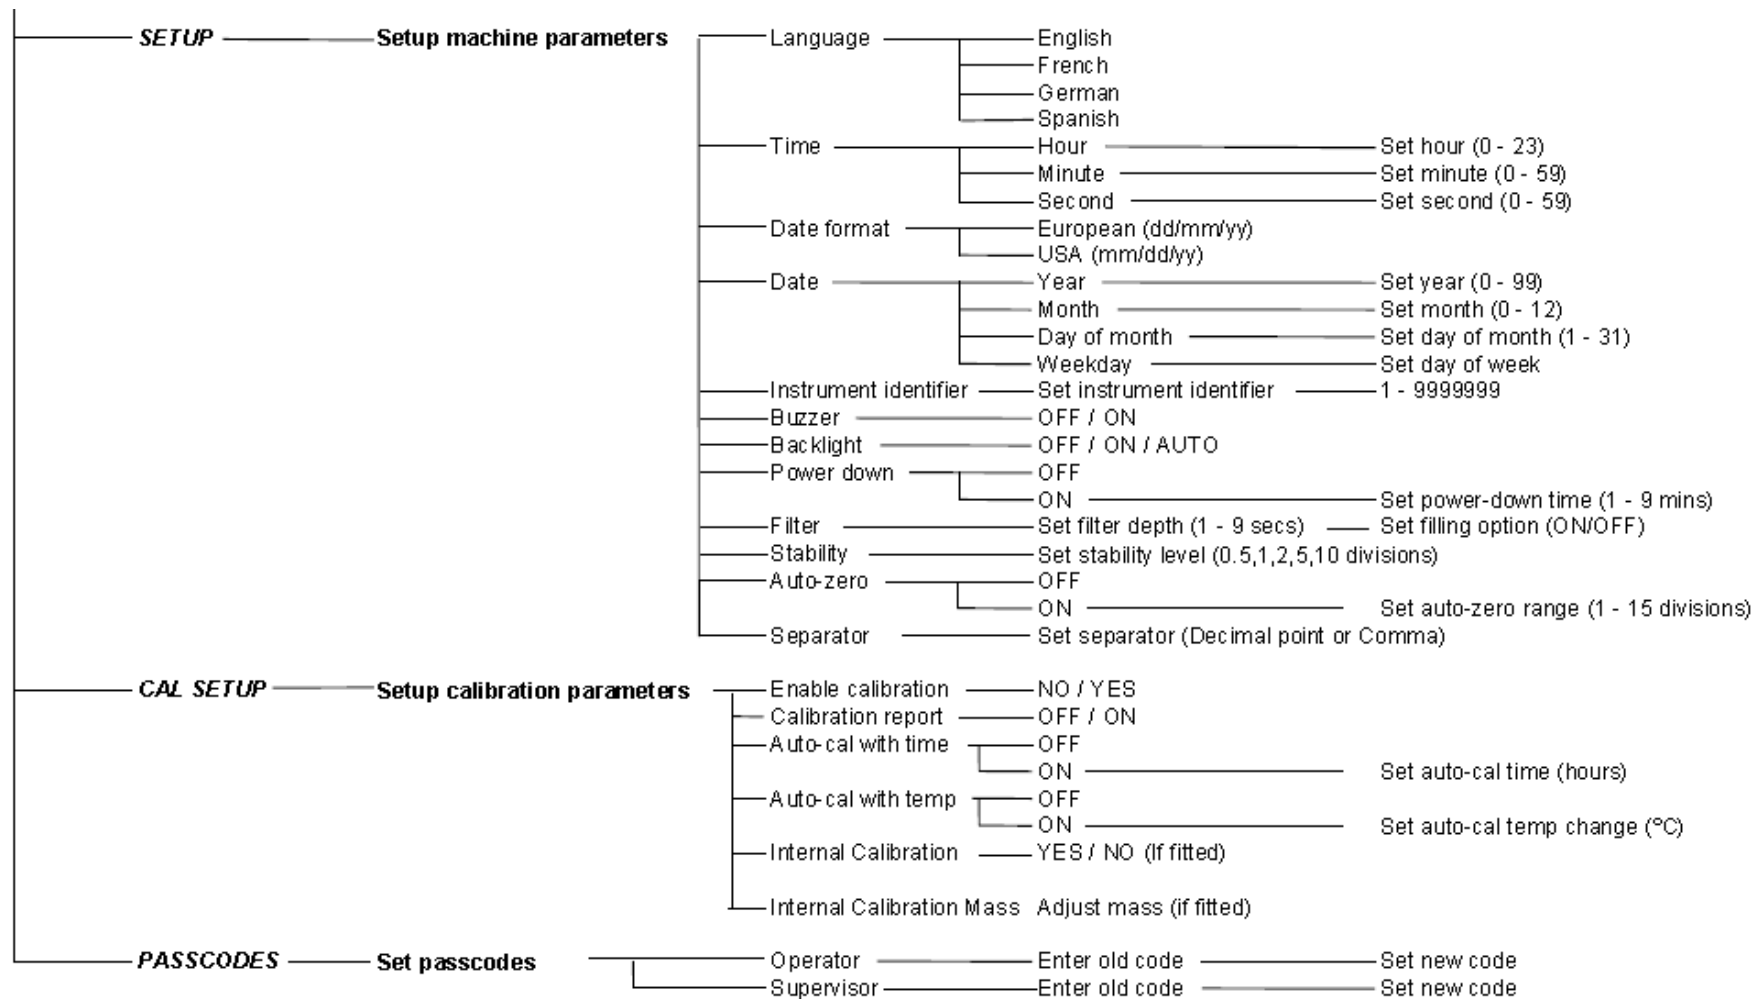 SETUP Setup machine parameters Language English
French
German
Spanish
Time Hour Set hour (0 - 23)
Minute Set minute (0 - 59)
Second Set second (0 - 59)
Date format European (dd/mm/yy)
USA (mm/dd/yy)
Date Year Set year (0 - 99)
Month Set month (0 - 12)
Day of month Set day of month (1 - 31)
Weekday Set day of week
Instrument identifier Set instrument identifier 1 - 9999999
Buzzer OFF / ON
Backlight OFF / ON / AUTO
Power down OFF
ON Set power-down time (1 - 9 mins)
Filter Set filter depth (1 - 9 secs) Set filling option (ON/OFF)
Stability Set stability level (0.5,1,2,5,10 divisions)
Auto-zero OFF
ON Set auto-zero range (1 - 15 divisions)
Separator Set separator (Decimal point or Comma)
CAL SETUP Setup calibration parameters Enable calibration NO / YES
Calibration report OFF / ON
Auto-cal with time OFF
ON Set auto-cal time (hours)
Auto-cal with temp OFF
ON Set auto-cal temp change (ºC)
Internal Calibration YES / NO (If fitted)
Internal Calibration Mass Adjust mass (if fitted)
PASSCODES Set passcodes Operator Enter old code Set new code
Supervisor Enter old code Set new code